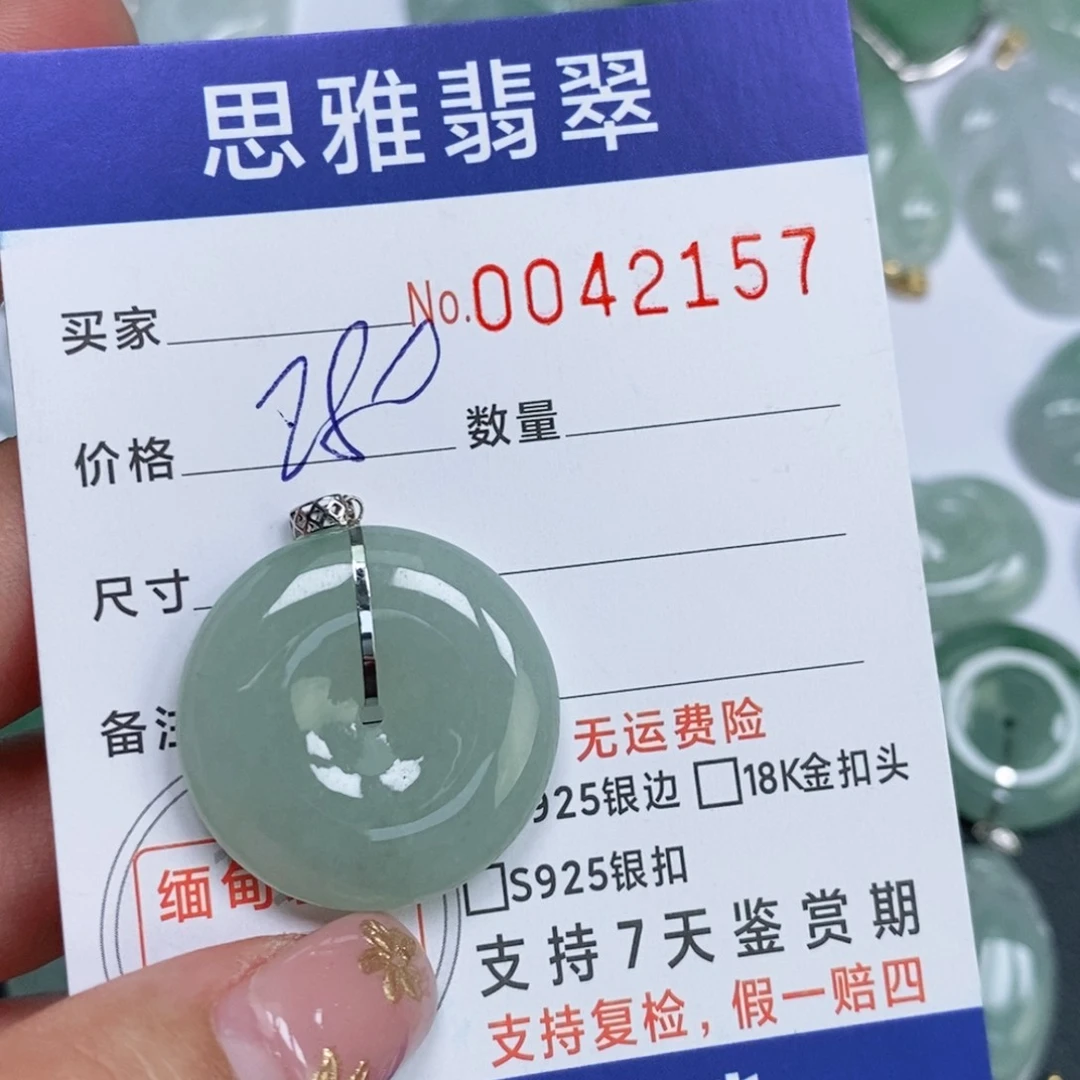 思雅翡翠
No.0042157
买家
280
价格
数量
尺寸
备注
无运费险
925银边 □18K金扣头
□S925银扣
缅甸
支持7天鉴赏期
支持复检，假一赔四